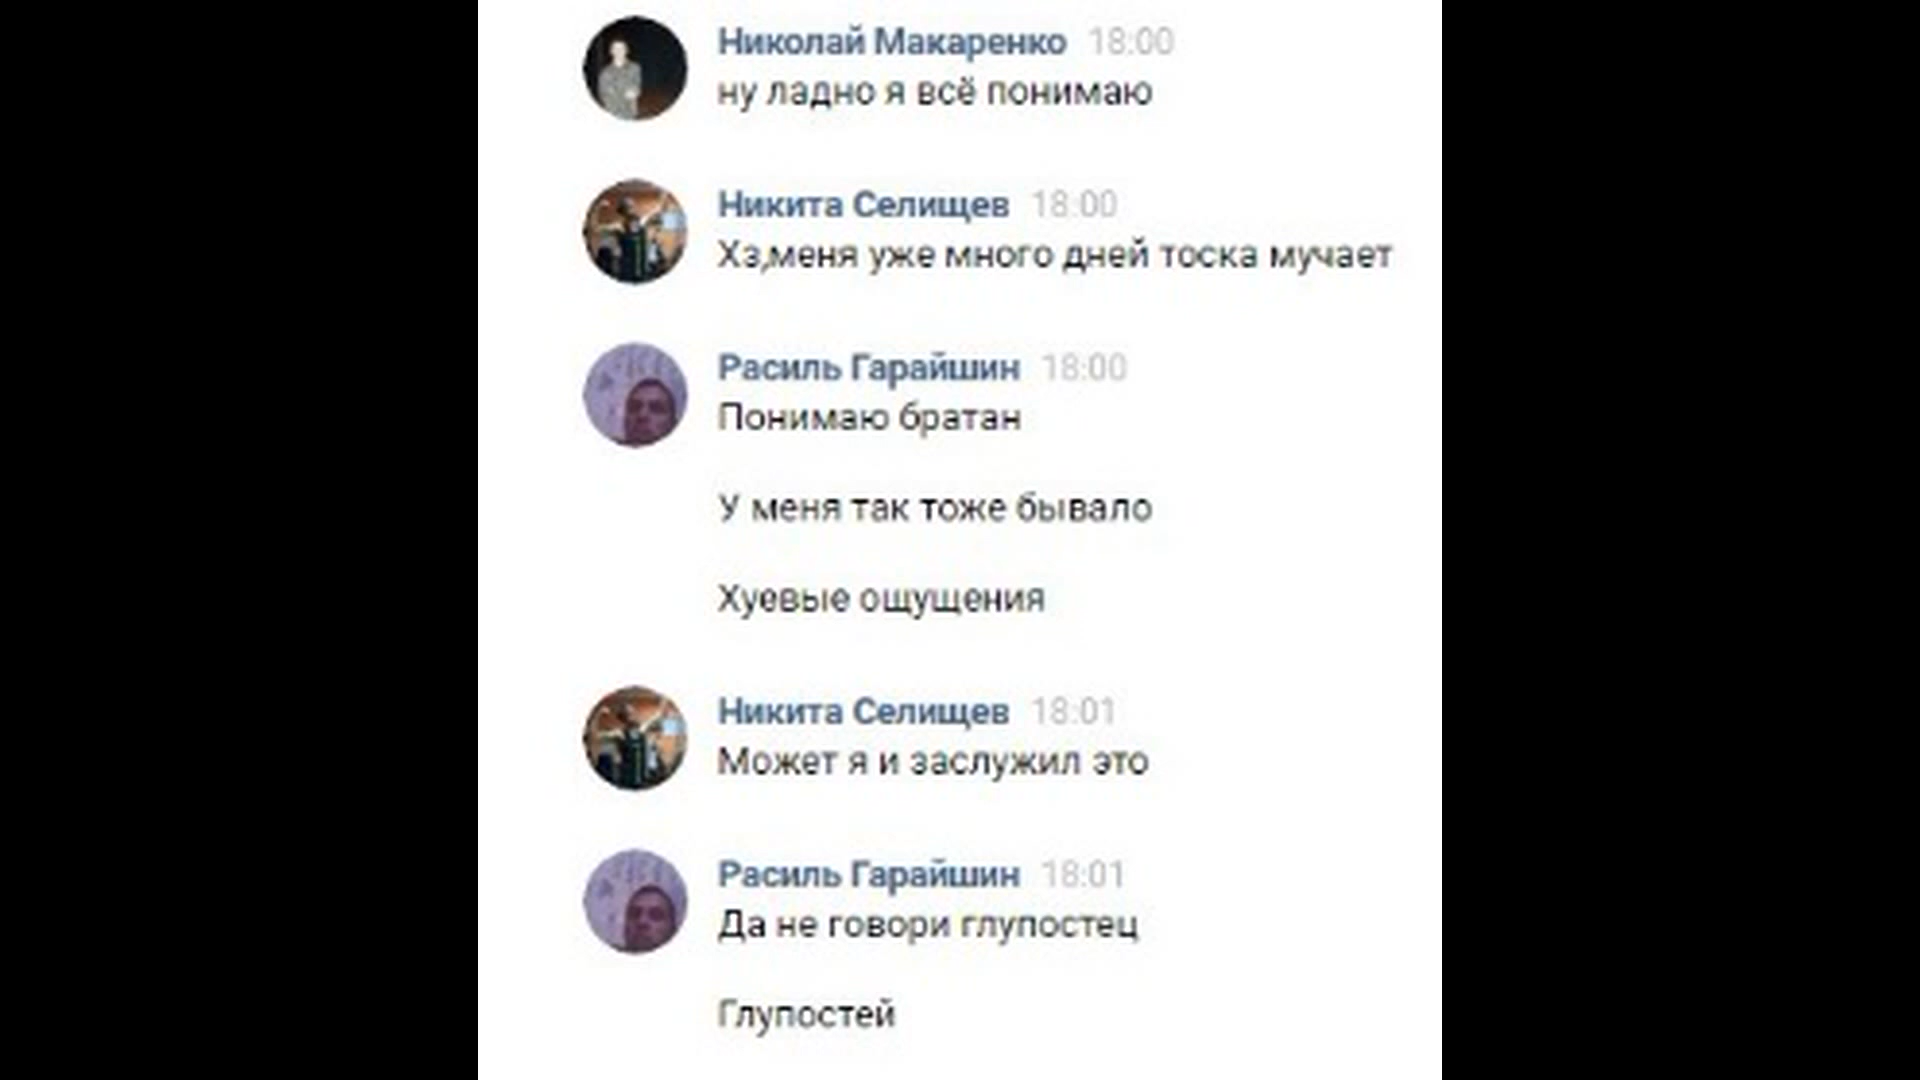 Николай Макаренко 18:00
ну ладно я всё понимаю
Никита Селищев 18:00
Хз,меня уже много дней тоска мучает
Расиль Гарайшин 18:00
Понимаю братан
У меня так тоже бывало
Хуевые ощущения
Никита Селищев 18:01
Может я и заслужил это
Расиль Гарайшин 18:01
Да не говори глупостец
Глупостей